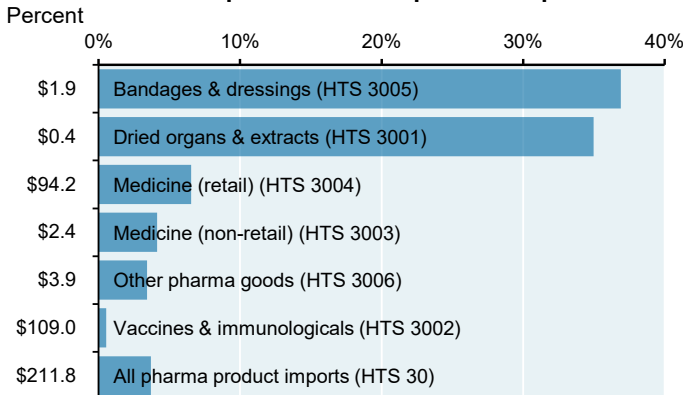 Percent
0% 10% 20% 30% 40%
$1.9 Bandages & dressings (HTS 3005)
$0.4 Dried organs & extracts (HTS 3001)
$94.2 Medicine (retail) (HTS 3004)
$2.4 Medicine (non-retail) (HTS 3003)
$3.9 Other pharma goods (HTS 3006)
$109.0 Vaccines & immunologicals (HTS 3002)
$211.8 All pharma product imports (HTS 30)